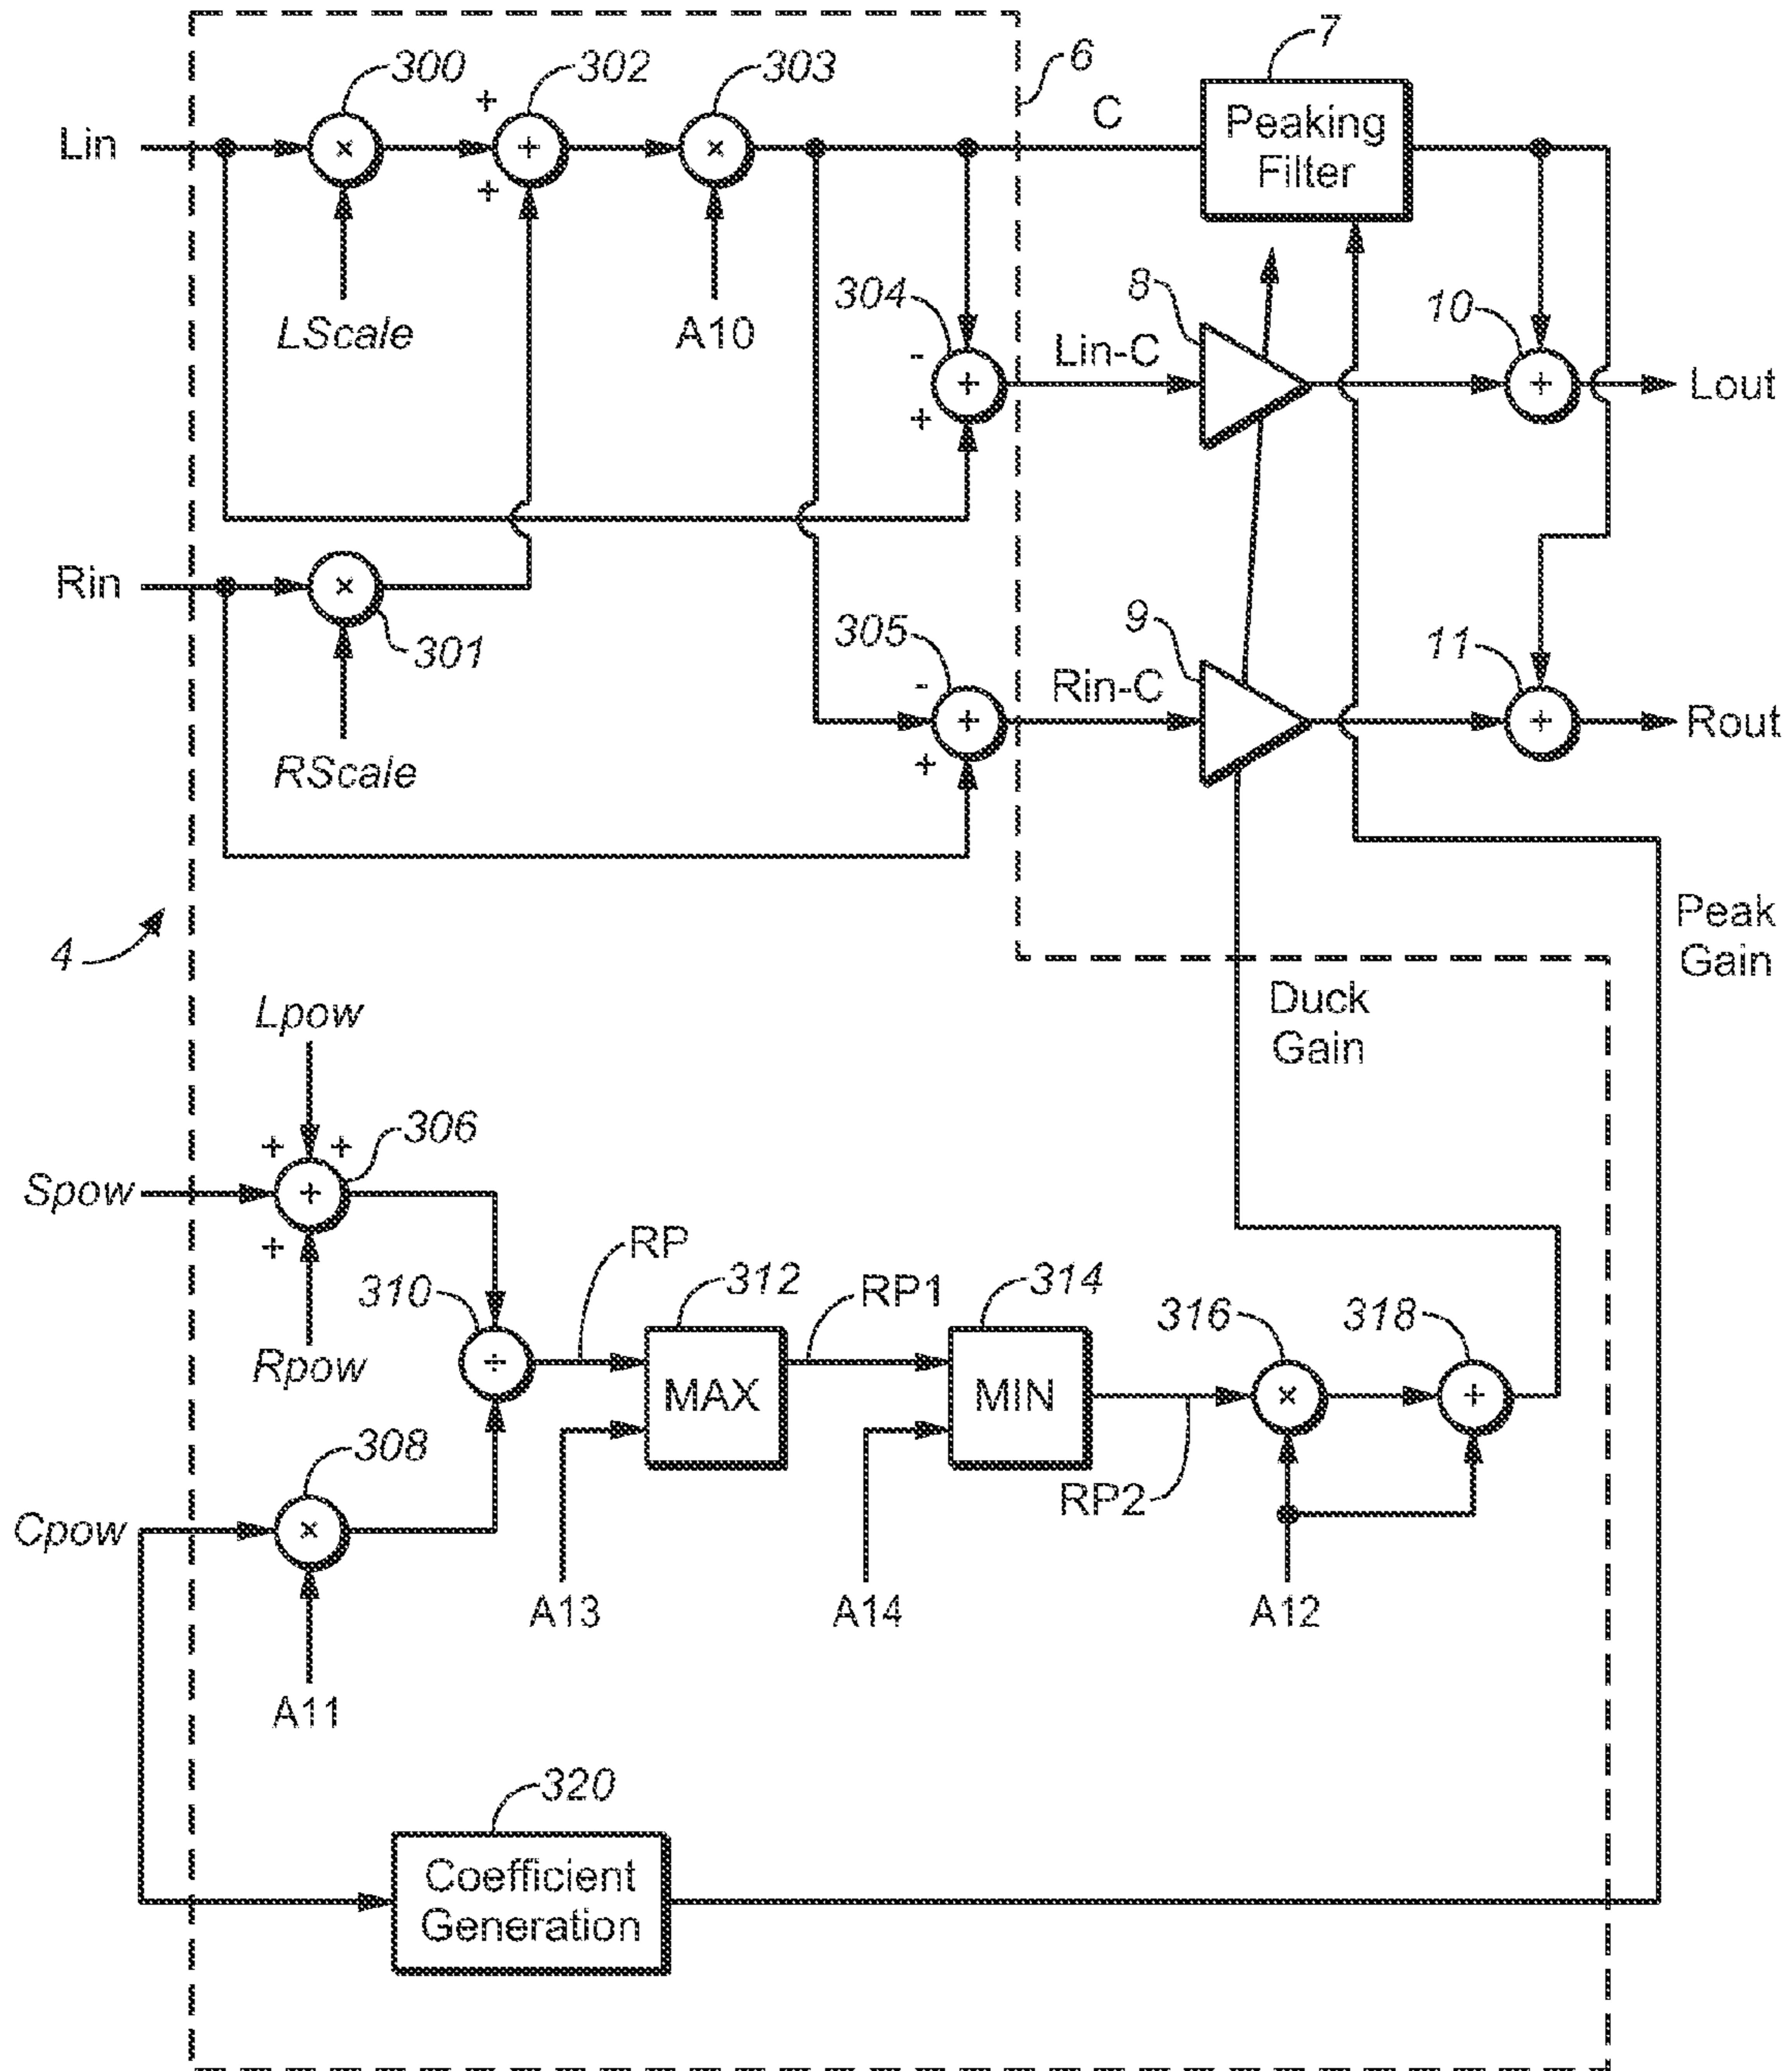 300
302
303
6
7
Lin
×
+
+
+
×
C
Peaking
Filter
LScale
A10
304
-
+
+
Lin-C
8
10
+
Lout
Rin
×
301
RScale
305
-
+
+
Rin-C
9
11
+
Rout
4
Peak
Gain
Duck
Gain
Lpow
+
+
306
Spow
+
+
Rpow
310
÷
RP
312
MAX
RP1
314
MIN
RP2
316
×
318
+
308
Cpow
×
A11
A13
A14
A12
320
Coefficient
Generation